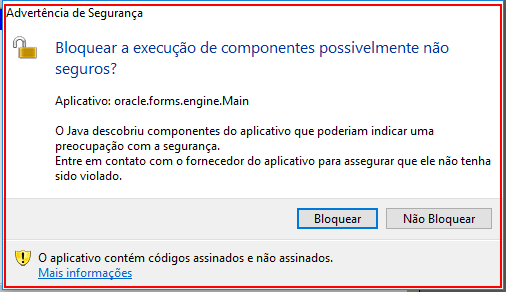 Advertência de Segurança
Bloquear a execução de componentes possivelmente não
seguros?
Aplicativo: oracle.forms.engine.Main
O Java descobriu componentes do aplicativo que poderiam indicar uma
preocupação com a segurança.
Entre em contato com o fornecedor do aplicativo para assegurar que ele não tenha
sido violado.
Bloquear
Não Bloquear
O aplicativo contém códigos assinados e não assinados.
Mais informações